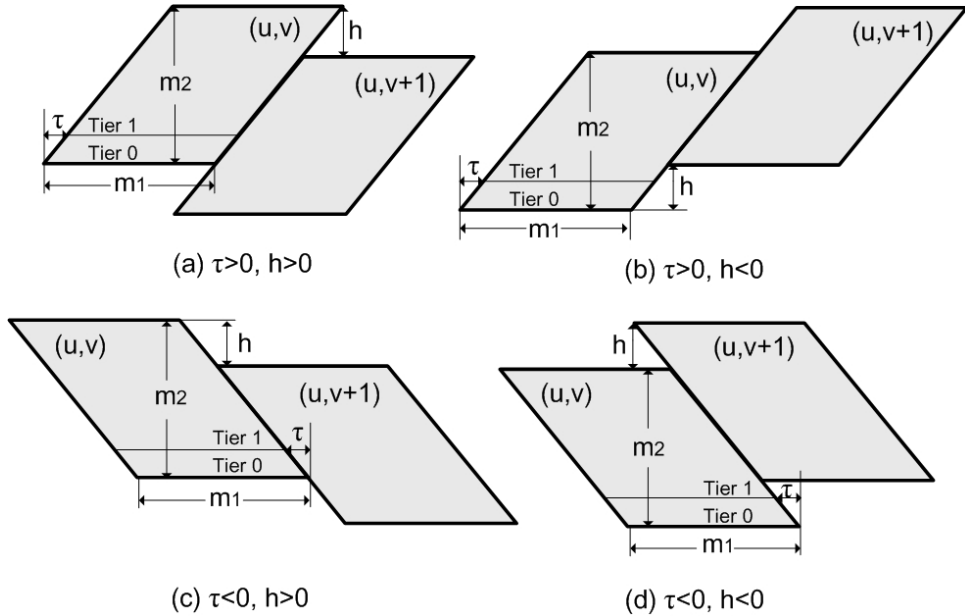 (u,v)
h
m2
(u,v+1)
τ
Tier 1
Tier 0
m1
(a) τ>0, h>0
(u,v+1)
(u,v)
m2
τ
Tier 1
Tier 0
h
m1
(b) τ>0, h<0
(u,v)
h
m2
(u,v+1)
Tier 1
τ
Tier 0
m1
(c) τ<0, h>0
h
(u,v+1)
(u,v)
m2
Tier 1
τ
Tier 0
m1
(d) τ<0, h<0